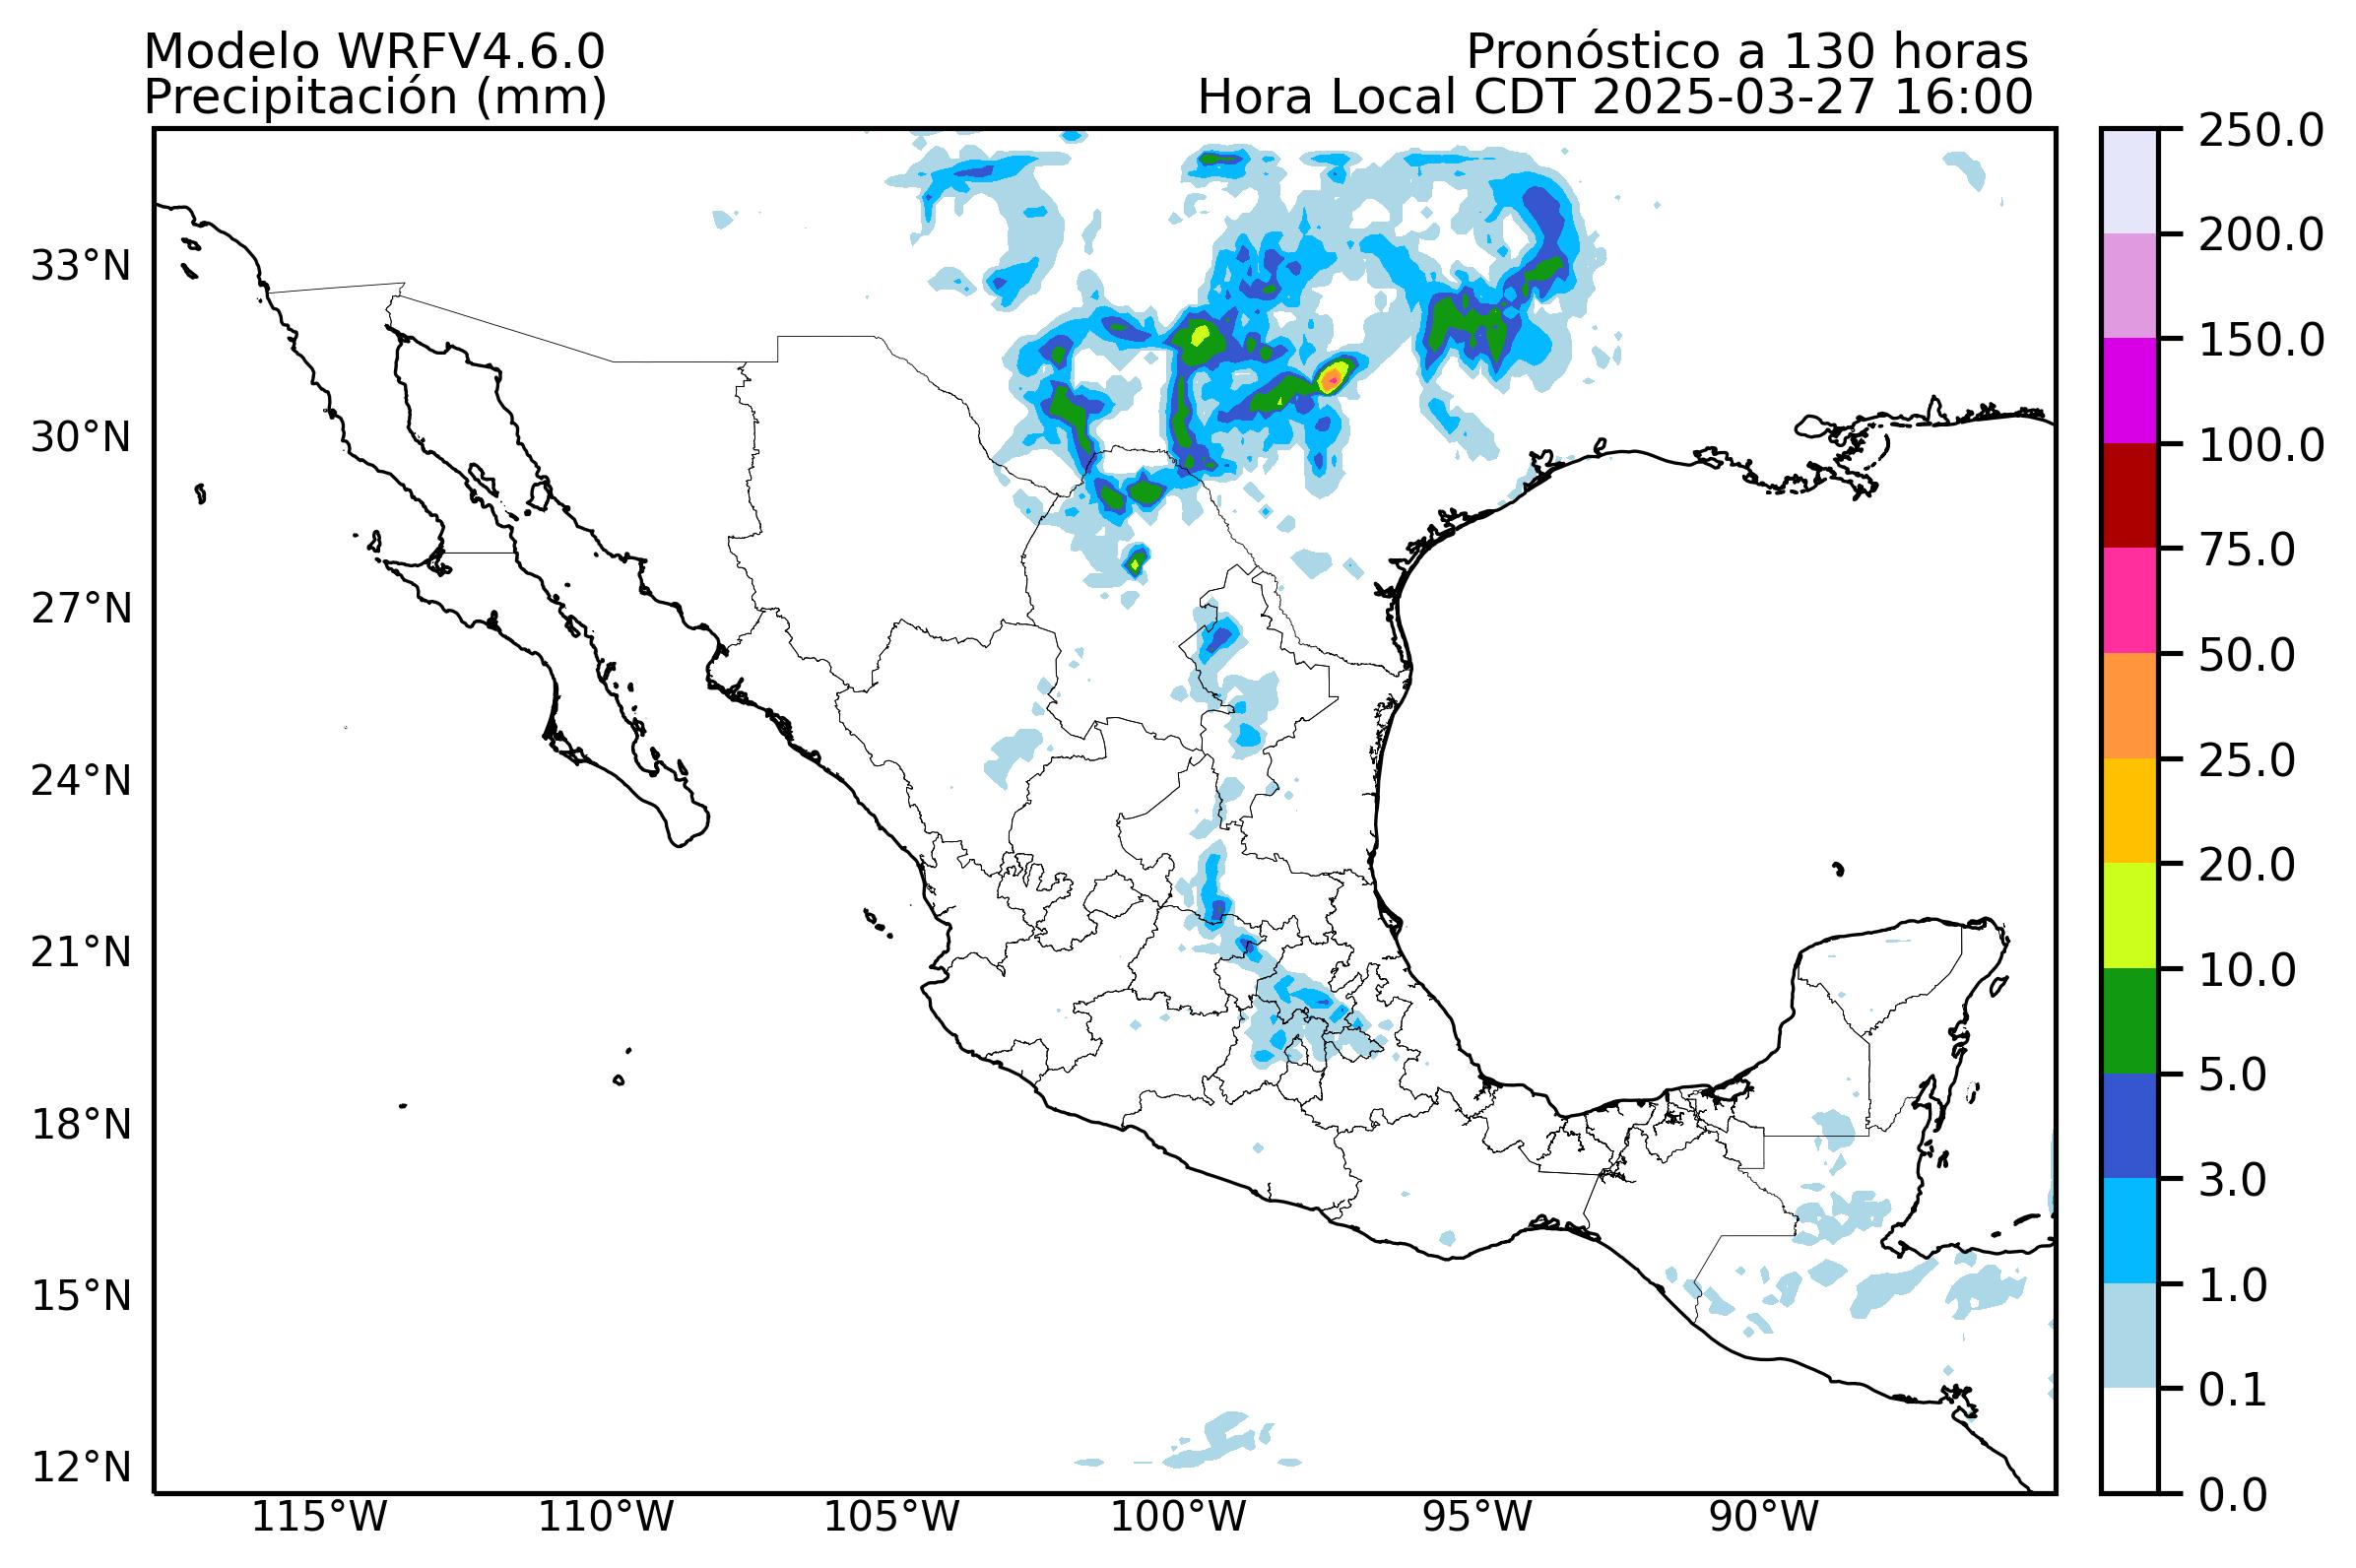 Modelo WRFV4.6.0
Pronóstico a 130 horas
Precipitación (mm)
Hora Local CDT 2025-03-27 16:00
250.0
200.0
150.0
100.0
75.0
50.0
25.0
20.0
10.0
5.0
3.0
1.0
0.1
0.0
33°N
30°N
27°N
24°N
21°N
18°N
15°N
12°N
115°W
110°W
105°W
100°W
95°W
90°W